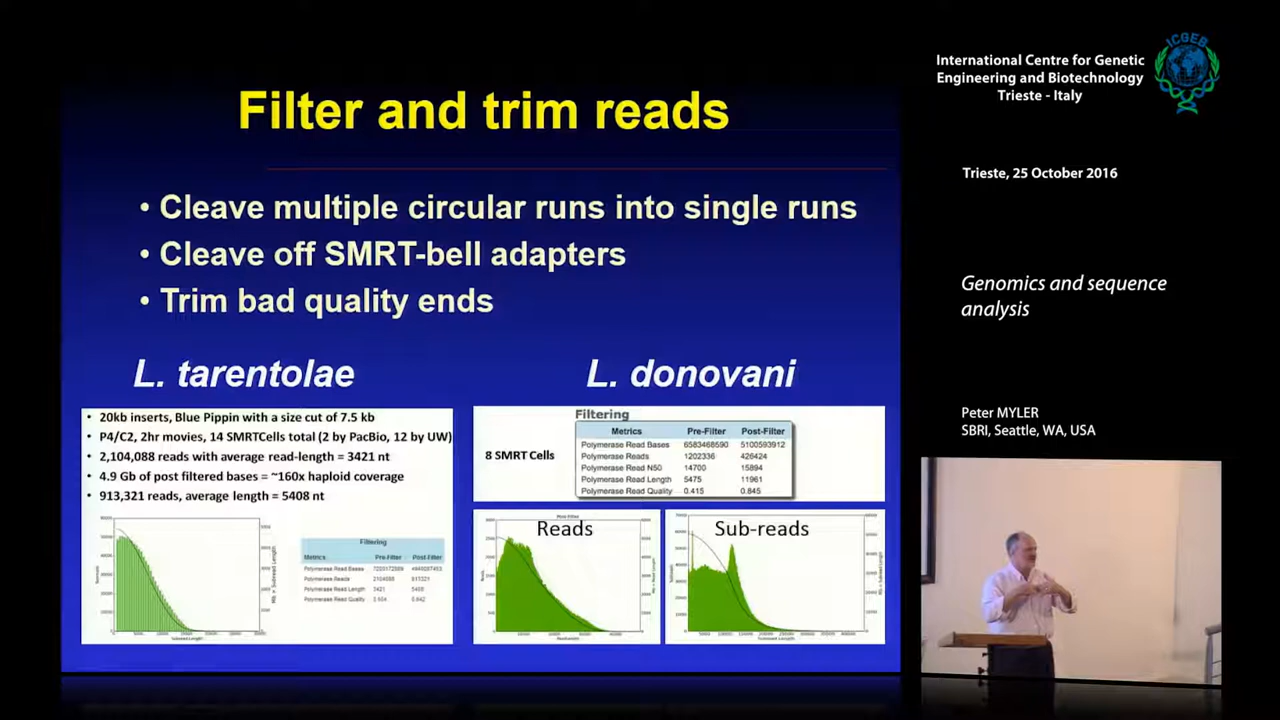 Filter and trim reads
• Cleave multiple circular runs into single runs
• Cleave off SMRT-bell adapters
• Trim bad quality ends
L. tarentolae
• 20kb inserts, Blue Pippin with a size cut of 7.5 kb
• P4/C2, 2hr movies, 14 SMRTCells total (2 by PacBio, 12 by UW)
• 2,104,088 reads with average read-length = 3421 nt
• 4.9 Gb of post filtered bases = ~160x haploid coverage
• 913,321 reads, average length = 5408 nt
Filtering
Metrics Pre-Filter Post-Filter
Polymerase Read Bases
Polymerase Reads 2104088 913321
Polymerase Read Length 3421 5408
Polymerase Read Quality
L. donovani
8 SMRT Cells
Filtering
Metrics Pre-Filter Post-Filter
Polymerase Read Bases 6583468590 5100593912
Polymerase Reads 1202336 426424
Polymerase Read N50 14700 15894
Polymerase Read Length 5475 11961
Polymerase Read Quality 0.415 0.845
Reads
Sub-reads
International Centre for Genetic
Engineering and Biotechnology
Trieste - Italy
ICGEB
Trieste, 25 October 2016
Genomics and sequence
analysis
Peter MYLER
SBRI, Seattle, WA, USA